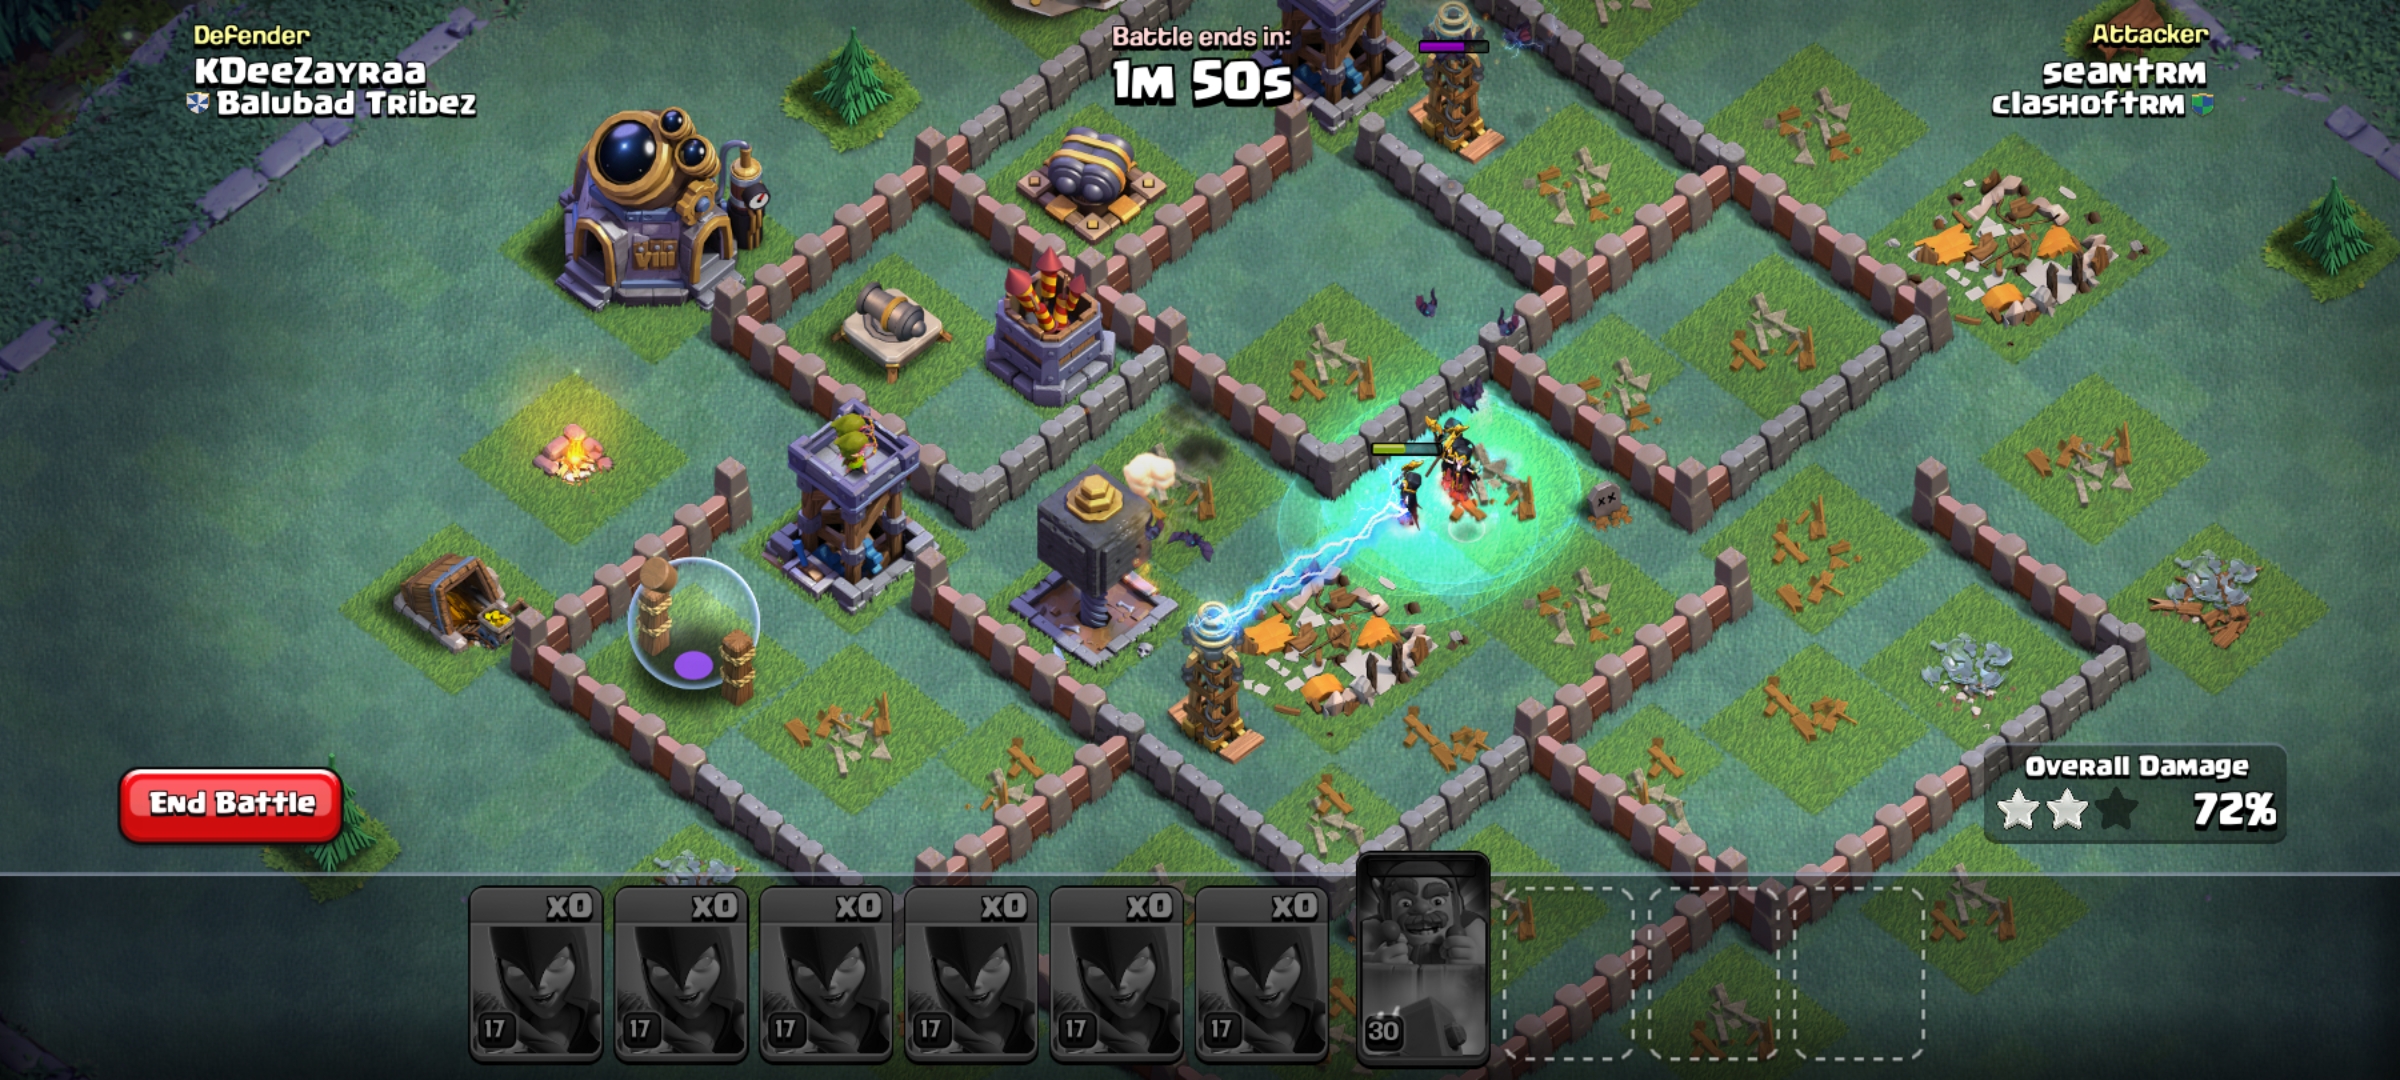 Defender
KDeeZayraa
Balubad Tribez
Battle ends in:
1m 50s
Attacker
seantrm
clashoftrm
VIII
End Battle
Overall Damage
72%
x0
x0
x0
x0
x0
x0
17
17
17
17
17
17
30